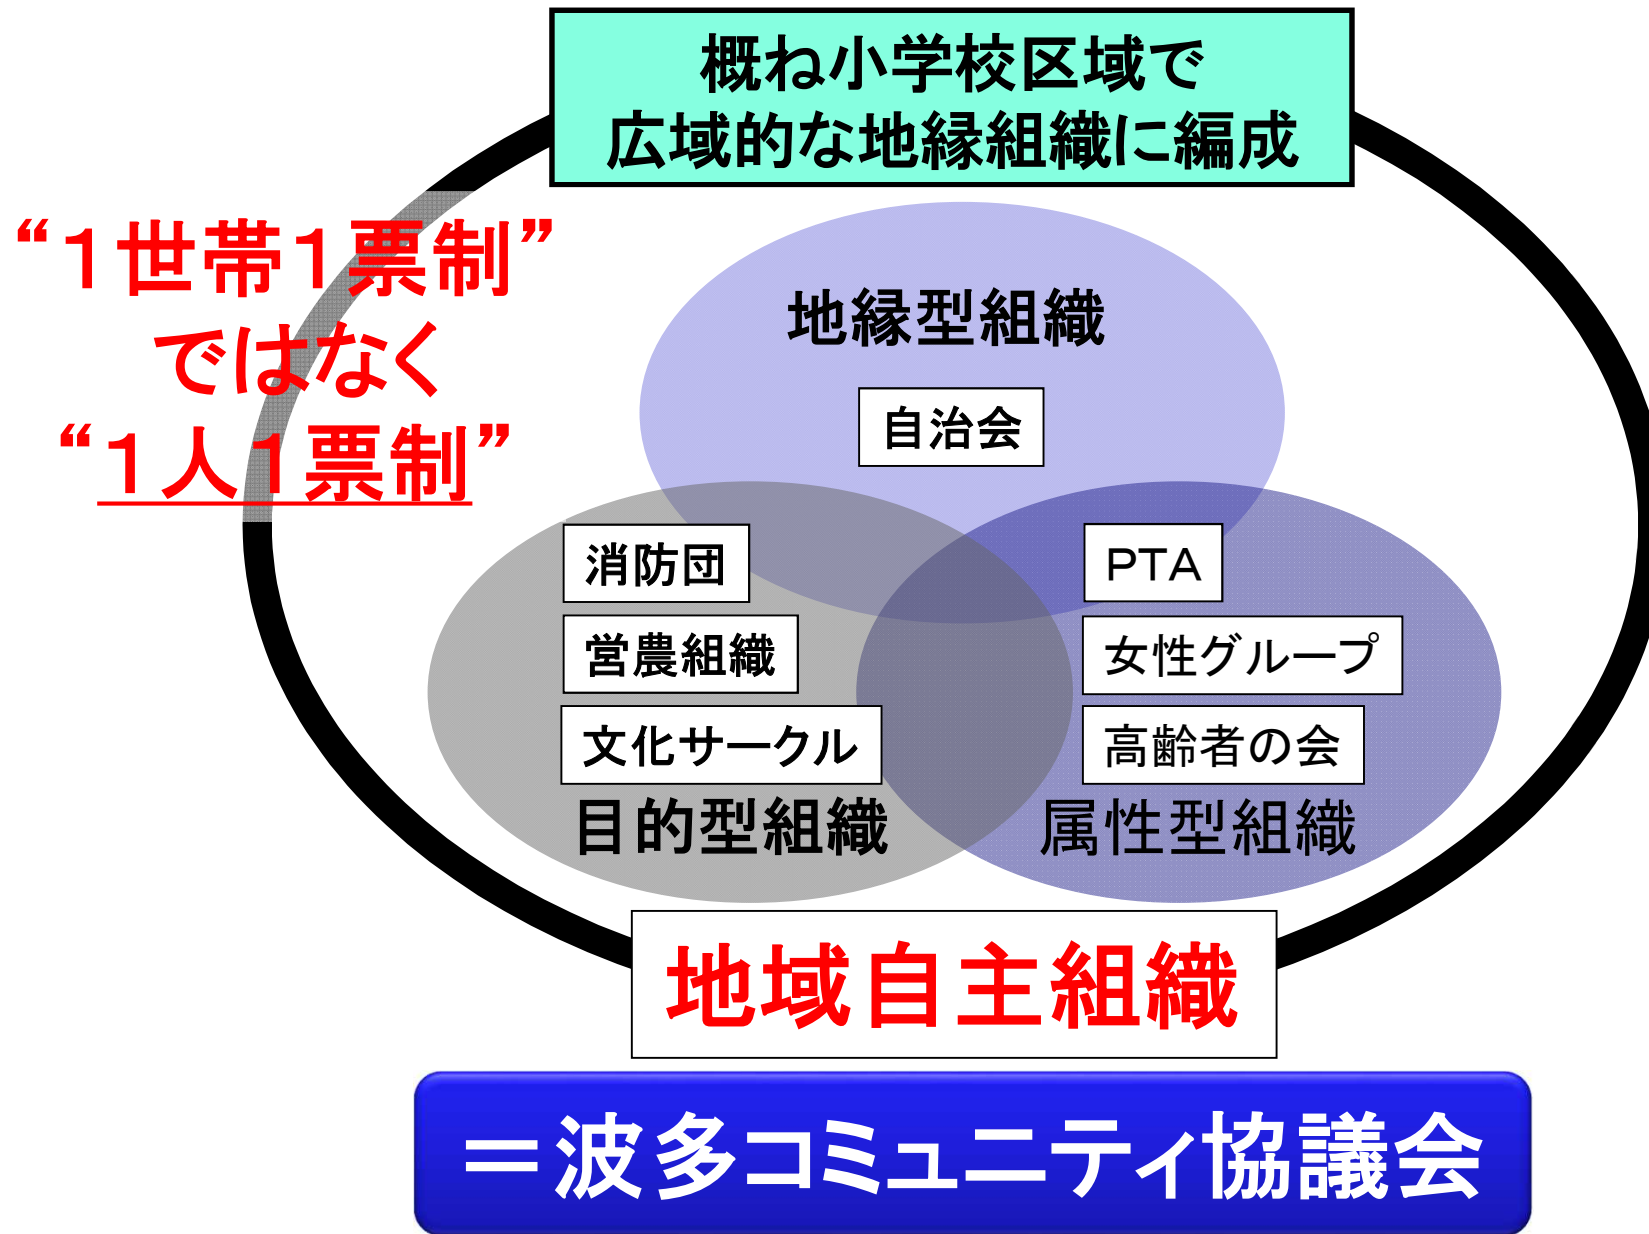 概ね小学校区域で
広域的な地縁組織に編成
“1世帯1票制”
ではなく
“1人1票制”
地縁型組織
自治会
消防団
営農組織
文化サークル
目的型組織
PTA
女性グループ
高齢者の会
属性型組織
地域自主組織
＝波多コミュニティ協議会